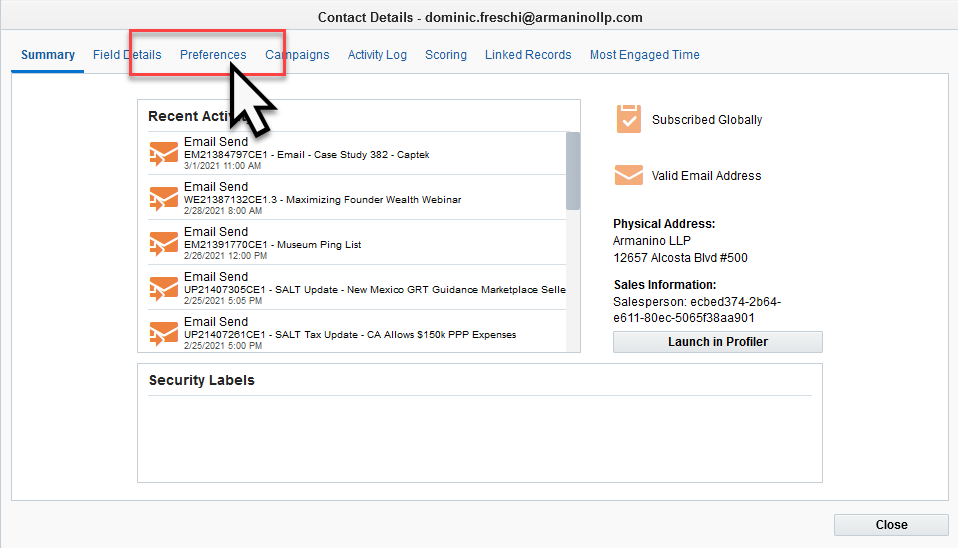 Contact Details - dominic.freschi@armaninollp.com
Summary Field Details Preferences Campaigns Activity Log Scoring Linked Records Most Engaged Time
Recent Activity
Email Send
EM21384797CE1 - Email - Case Study 382 - Captek
3/1/2021 11:00 AM
Email Send
WE21387132CE1.3 - Maximizing Founder Wealth Webinar
2/28/2021 8:00 AM
Email Send
EM21391770CE1 - Museum Ping List
2/26/2021 12:00 PM
Email Send
UP21407305CE1 - SALT Update - New Mexico GRT Guidance Marketplace Selle
2/25/2021 5:05 PM
Email Send
UP21407261CE1 - SALT Tax Update - CA Allows $150k PPP Expenses
2/25/2021 5:00 PM
Subscribed Globally
Valid Email Address
Physical Address:
Armanino LLP
12657 Alcosta Blvd #500
Sales Information:
Salesperson: ecbed374-2b64-
e611-80ec-5065f38aa901
Launch in Profiler
Security Labels
Close